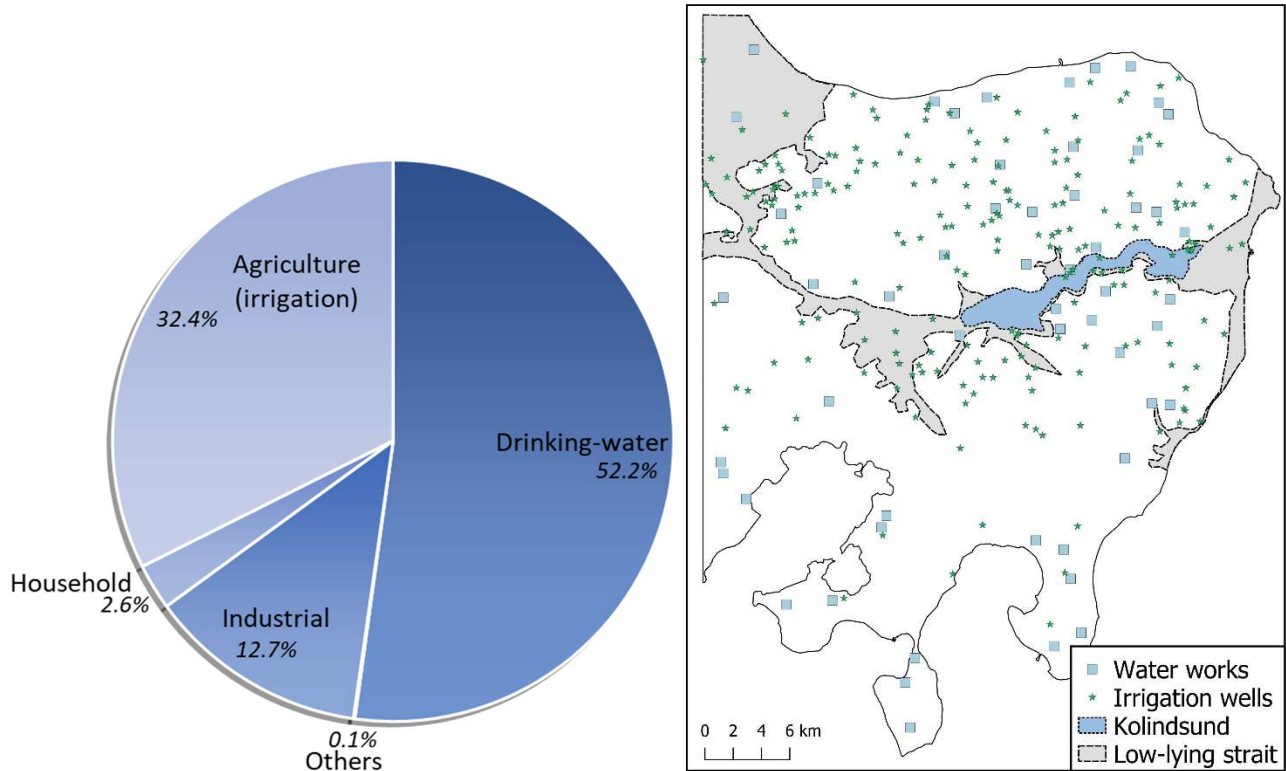 Agriculture
(irrigation)
32.4%
Drinking-water
52.2%
Household
2.6%
Industrial
12.7%
0.1%
Others
0 2 4 6 km
Water works
Irrigation wells
Kolindsund
Low-lying strait